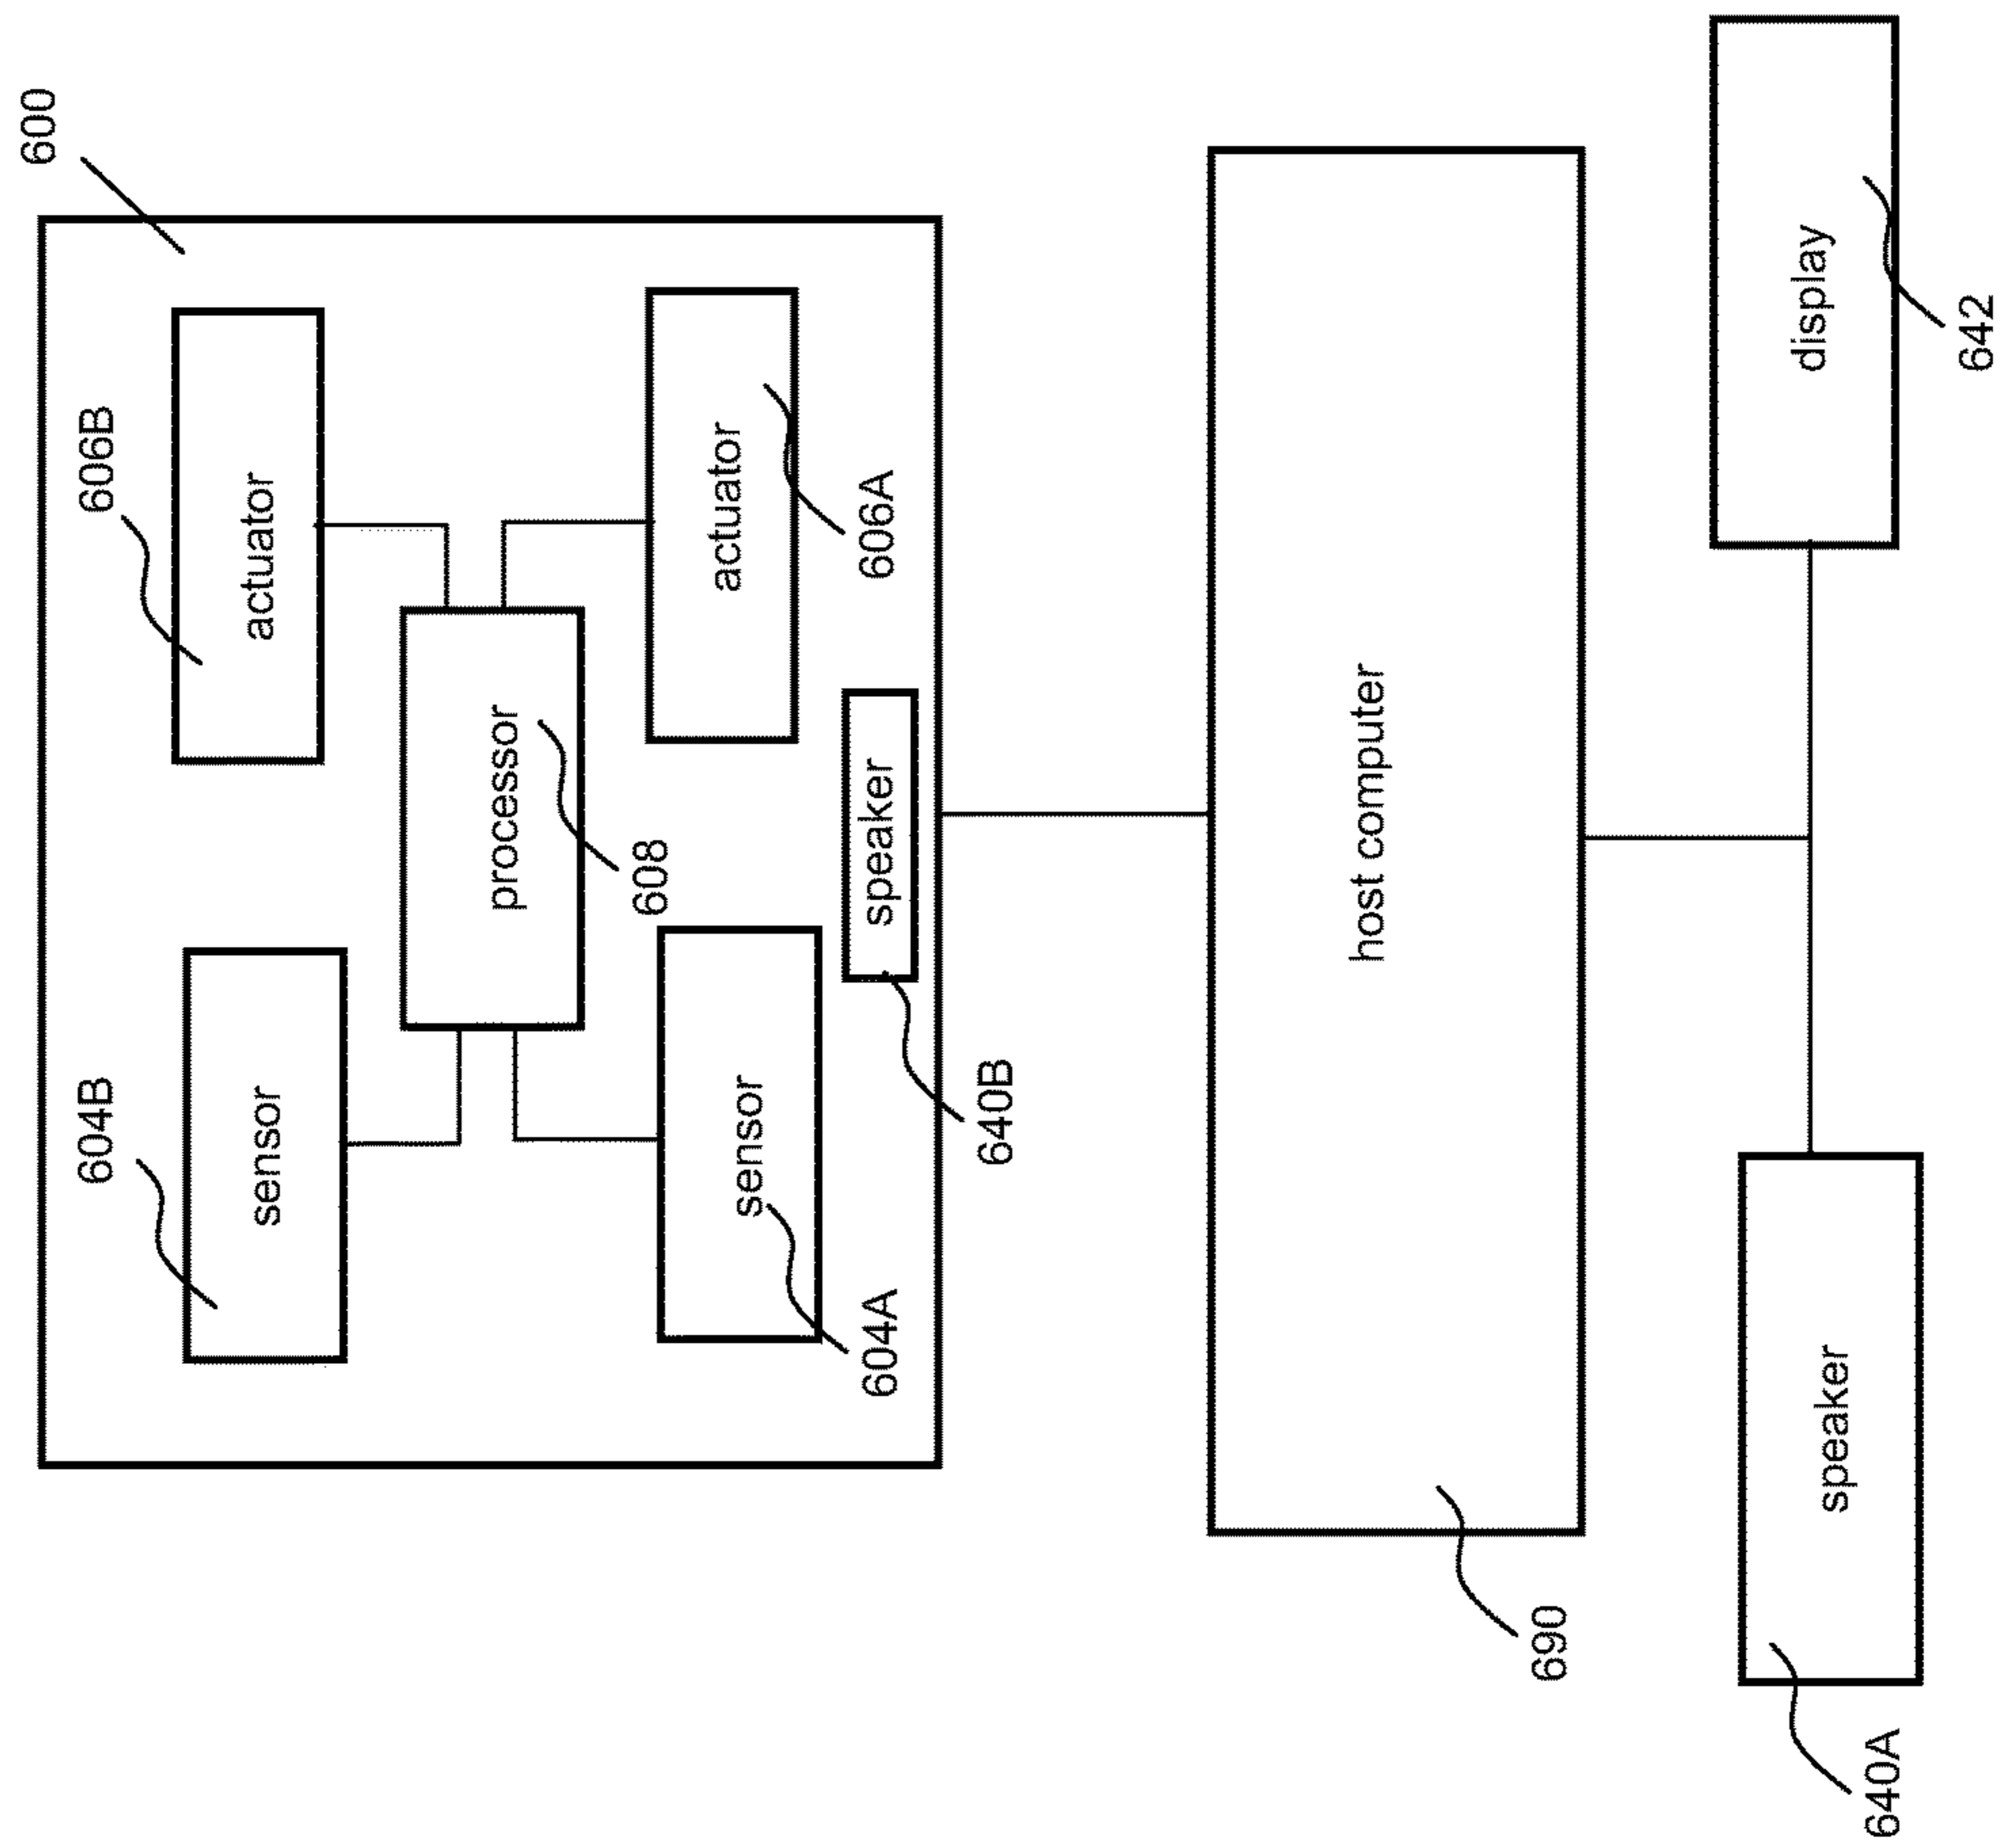 600
606B
actuator
604B
sensor
processor
608
actuator
606A
sensor
604A
speaker
640B
host computer
690
display
642
speaker
640A